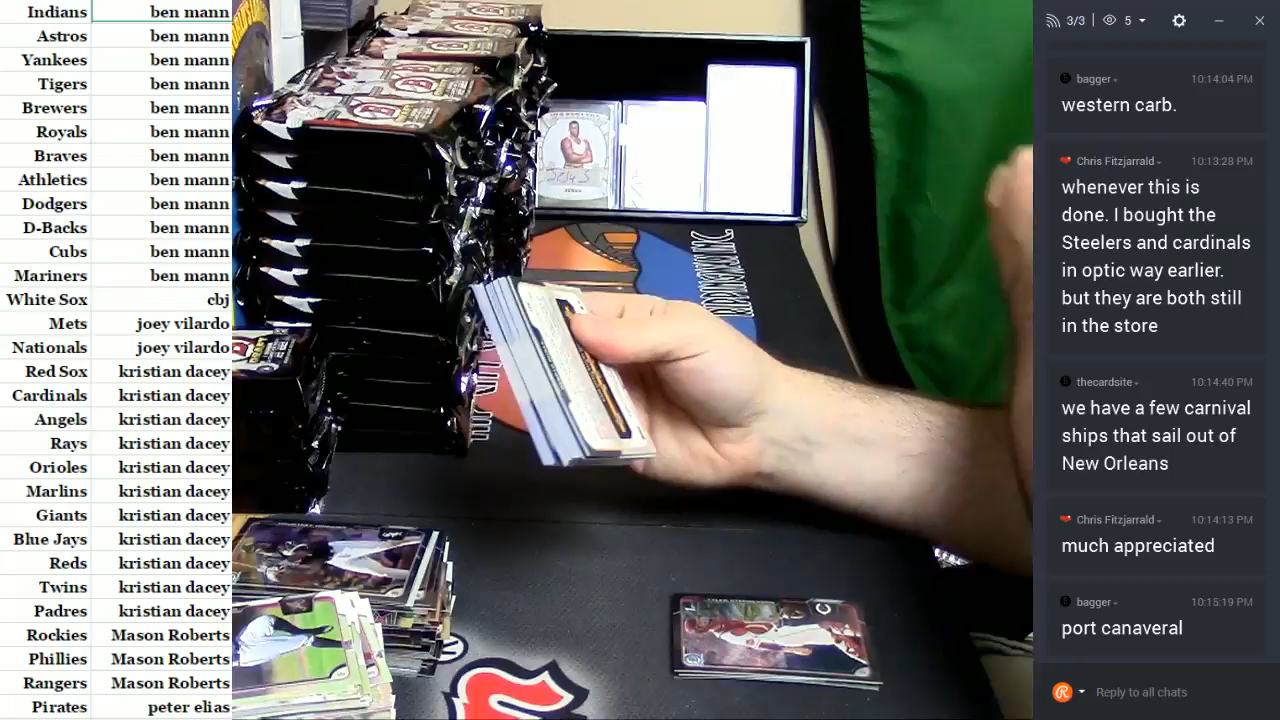 Indians ben mann
Astros ben mann
Yankees ben mann
Tigers ben mann
Brewers ben mann
Royals ben mann
Braves ben mann
Athletics ben mann
Dodgers ben mann
D-Backs ben mann
Cubs ben mann
Mariners ben mann
White Sox cbj
Mets joey vilardo
Nationals joey vilardo
Red Sox kristian dacey
Cardinals kristian dacey
Angels kristian dacey
Rays kristian dacey
Orioles kristian dacey
Marlins kristian dacey
Giants kristian dacey
Blue Jays kristian dacey
Reds kristian dacey
Twins kristian dacey
Padres kristian dacey
Rockies Mason Roberts
Phillies Mason Roberts
Rangers Mason Roberts
Pirates peter elias
3/3 5
bagger 10:14:04 PM
western carb.
Chris Fitzjarrald 10:13:28 PM
whenever this is
done. I bought the
Steelers and cardinals
in optic way earlier.
but they are both still
in the store
thecardsite 10:14:40 PM
we have a few carnival
ships that sail out of
New Orleans
Chris Fitzjarrald 10:14:13 PM
much appreciated
bagger 10:15:19 PM
port canaveral
Reply to all chats